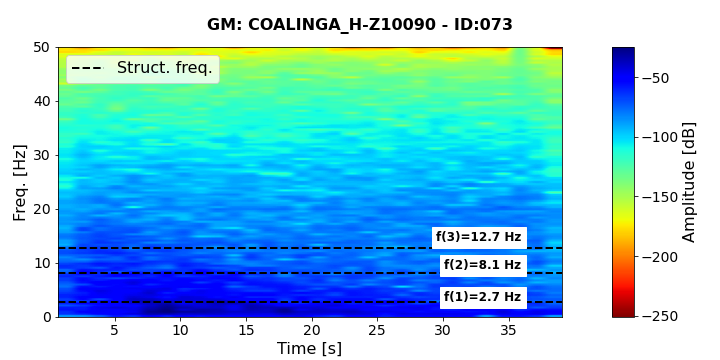 GM: COALINGA_H-Z10090 - ID:073
50
40
30
20
10
0
Freq. [Hz]
Struct. freq.
f(3)=12.7 Hz
f(2)=8.1 Hz
f(1)=2.7 Hz
5 10 15 20 25 30 35
Time [s]
−50
−100
−150
−200
−250
Amplitude [dB]